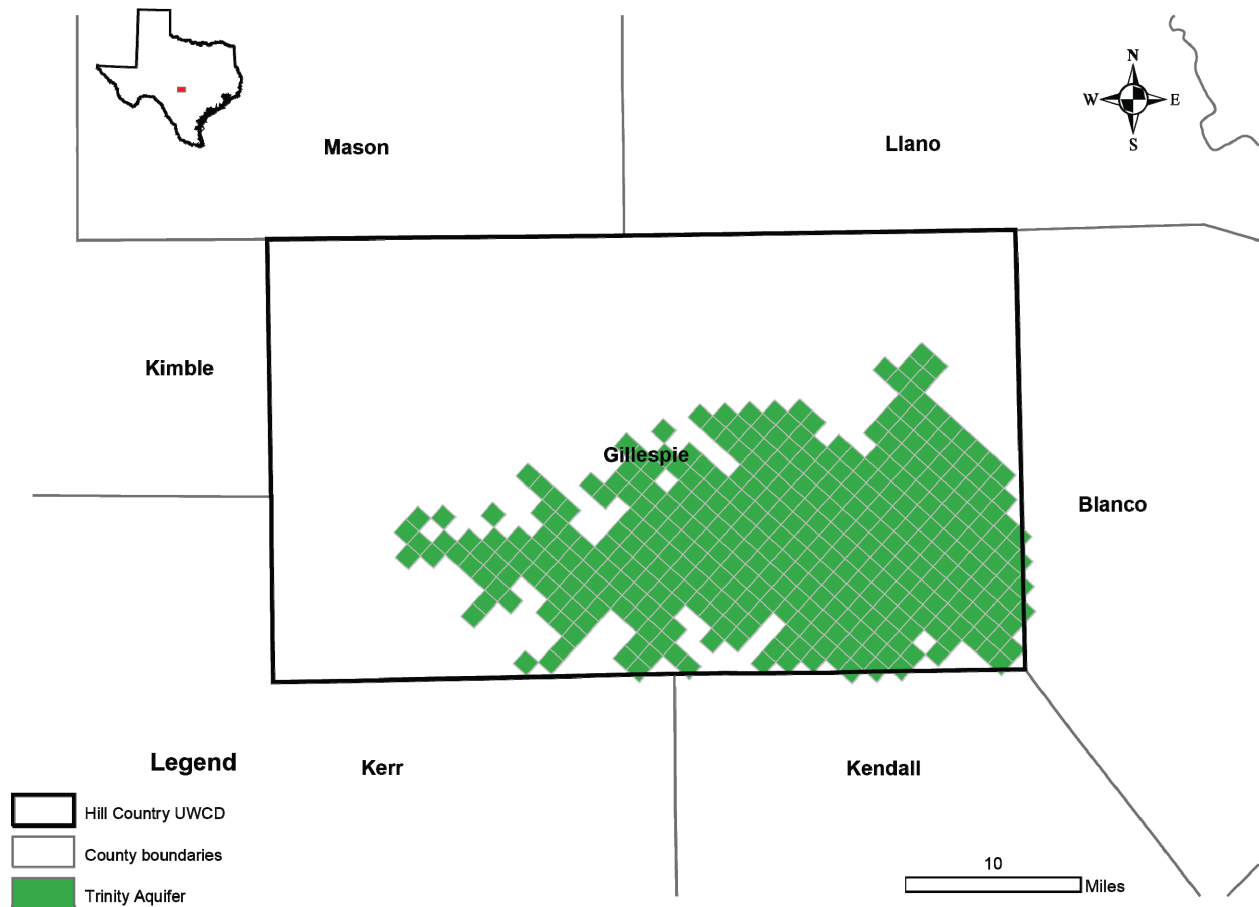 N
W E
S
Mason
Llano
Kimble
Gillespie
Blanco
Legend
Kerr
Kendall
Hill Country UWCD
County boundaries
Trinity Aquifer
10
Miles